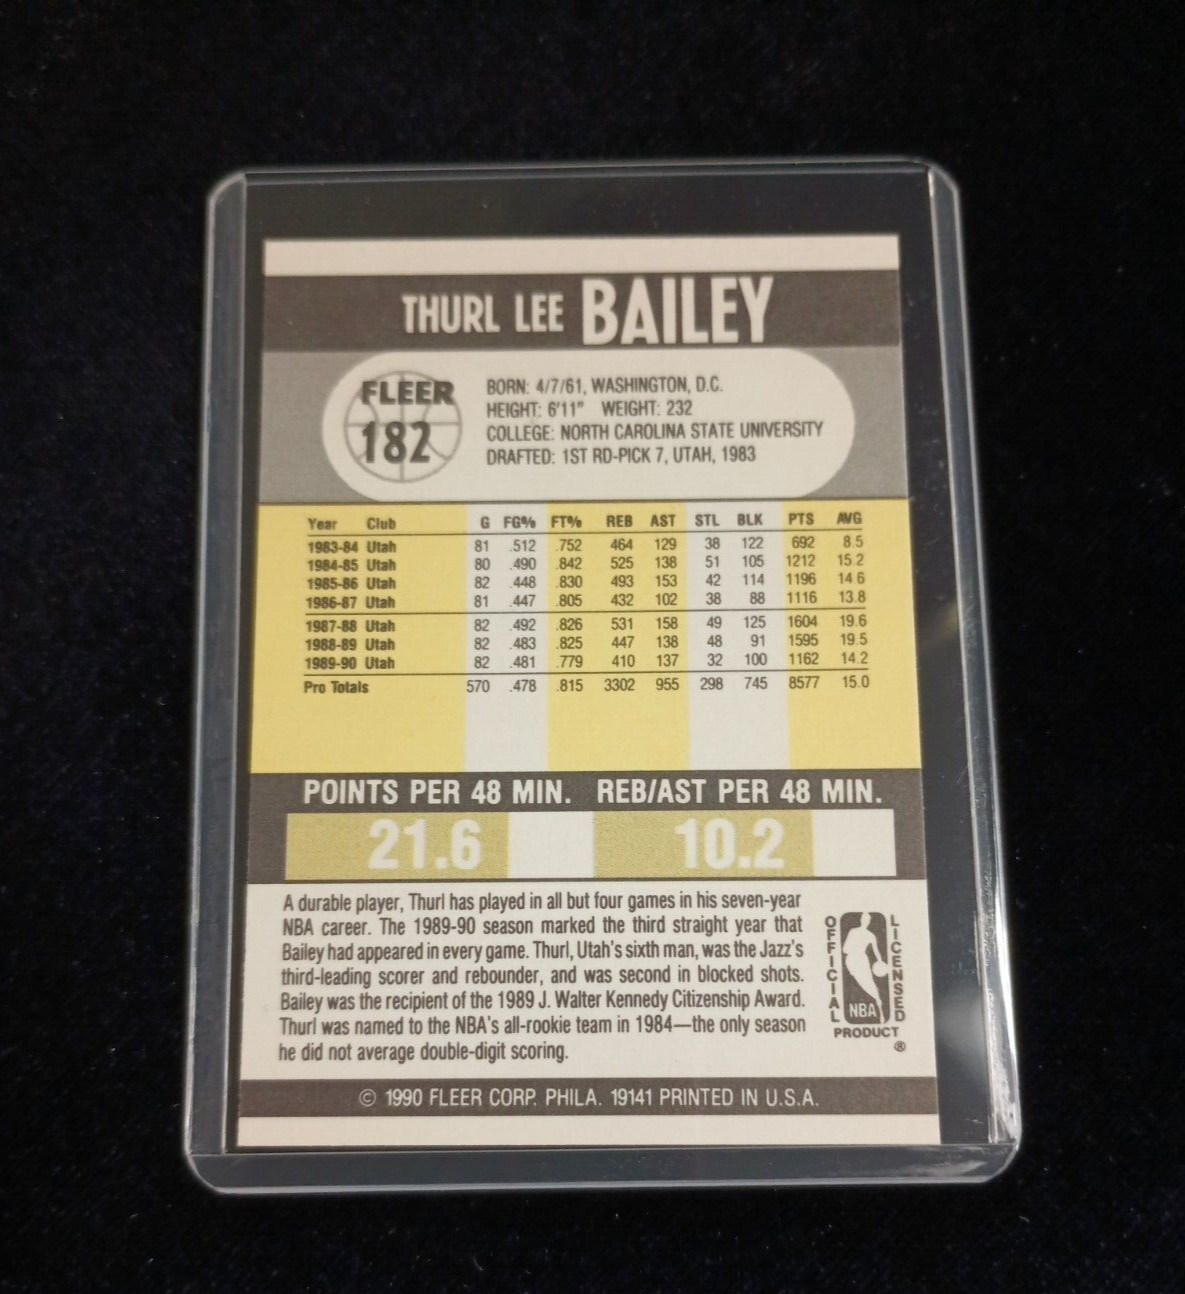 THURL LEE BAILEY
FLEER
182
BORN: 4/7/61, WASHINGTON, D.C.
HEIGHT: 6'11" WEIGHT: 232
COLLEGE: NORTH CAROLINA STATE UNIVERSITY
DRAFTED: 1ST RD-PICK 7, UTAH, 1983
Year Club G FG% FT% REB AST STL BLK PTS AVG
1983-84 Utah 81 .512 .752 464 129 38 122 692 8.5
1984-85 Utah 80 .490 .842 525 138 51 105 1212 15.2
1985-86 Utah 82 .448 .830 493 153 42 114 1196 14 6
1986-87 Utah 81 .447 .805 432 102 38 88 1116 13.8
1987-88 Utah 82 .492 .826 531 158 49 125 1604 19.6
1988-89 Utah 82 .483 .825 447 138 48 91 1595 19.5
1989-90 Utah 82 .481 .779 410 137 32 100 1162 14.2
Pro Totals 570 .478 .815 3302 955 298 745 8577 15.0
POINTS PER 48 MIN. REB/AST PER 48 MIN.
21.6 10.2
A durable player, Thurl has played in all but four games in his seven-year
NBA career. The 1989-90 season marked the third straight year that
Bailey had appeared in every game. Thurl, Utah's sixth man, was the Jazz's
third-leading scorer and rebounder, and was second in blocked shots.
Bailey was the recipient of the 1989 J. Walter Kennedy Citizenship Award.
Thurl was named to the NBA's all-rookie team in 1984—the only season
he did not average double-digit scoring.
OFFICIAL
LICENSED
NBA
PRODUCT
®
© 1990 FLEER CORP. PHILA. 19141 PRINTED IN U.S.A.